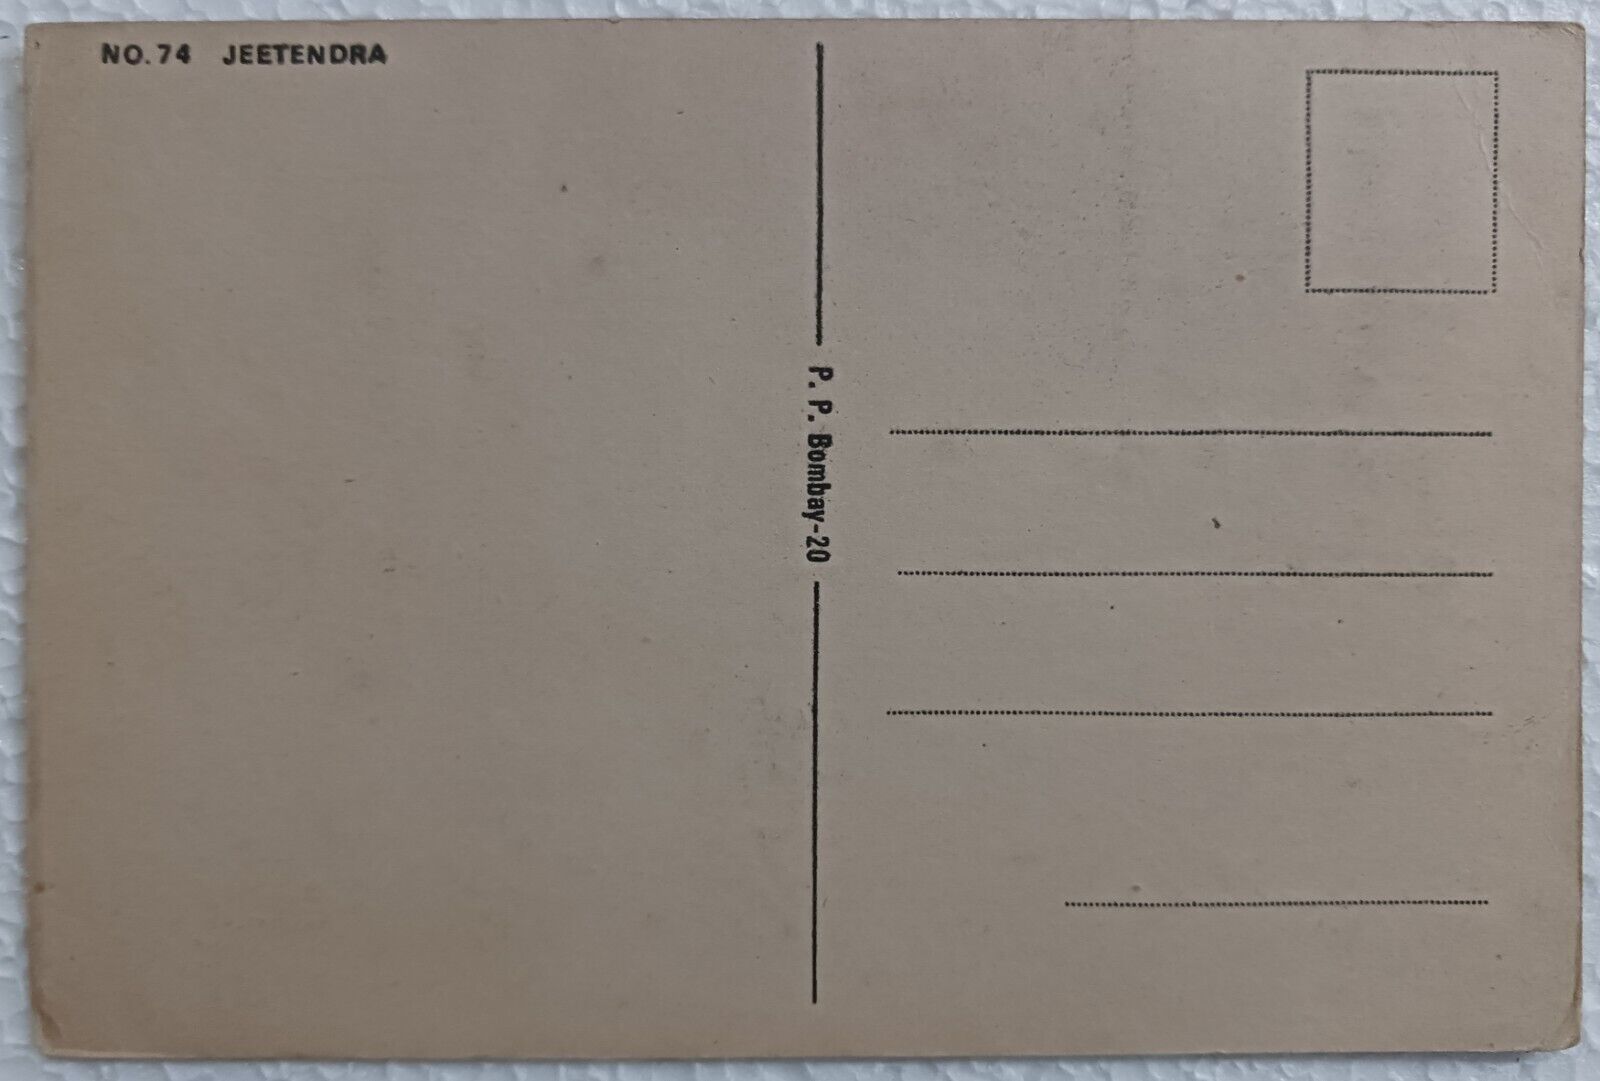 NO. 74 JEETENDRA
P. P. Bombay-20